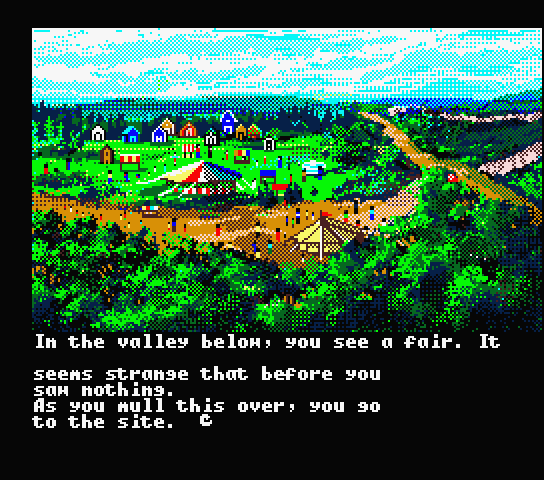 In the valley below, you see a fair. It
seems strange that before you
saw nothing.
As you mull this over, you go
to the site.